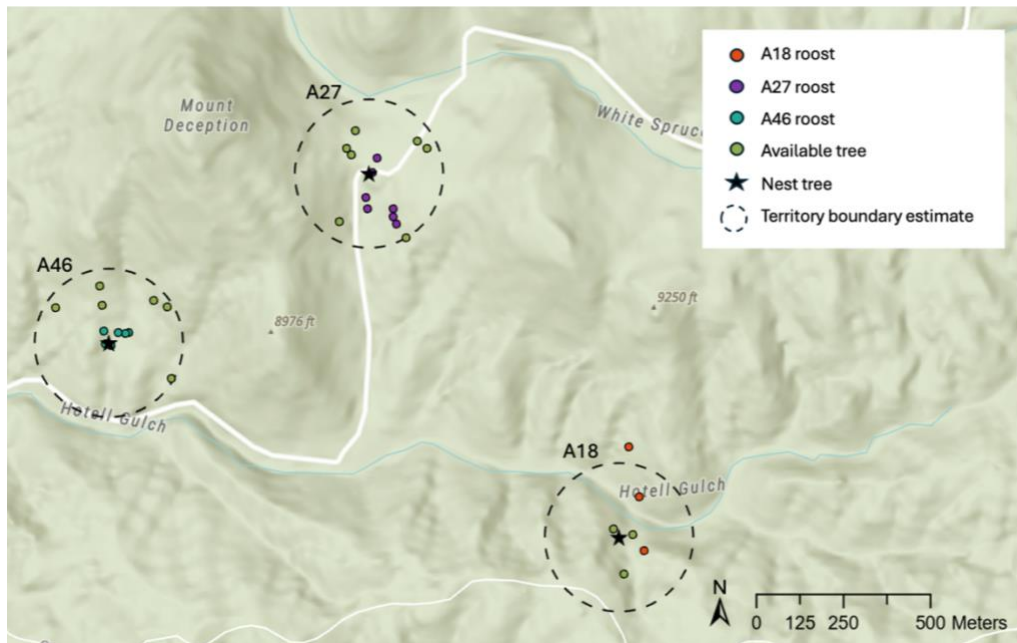 A27
Mount
Deception
White Spruc
A46
8976 ft
9250 ft
Hotell Gulch
A18
Hotell Gulch
A18 roost
A27 roost
A46 roost
Available tree
Nest tree
Territory boundary estimate
N
0 125 250 500 Meters